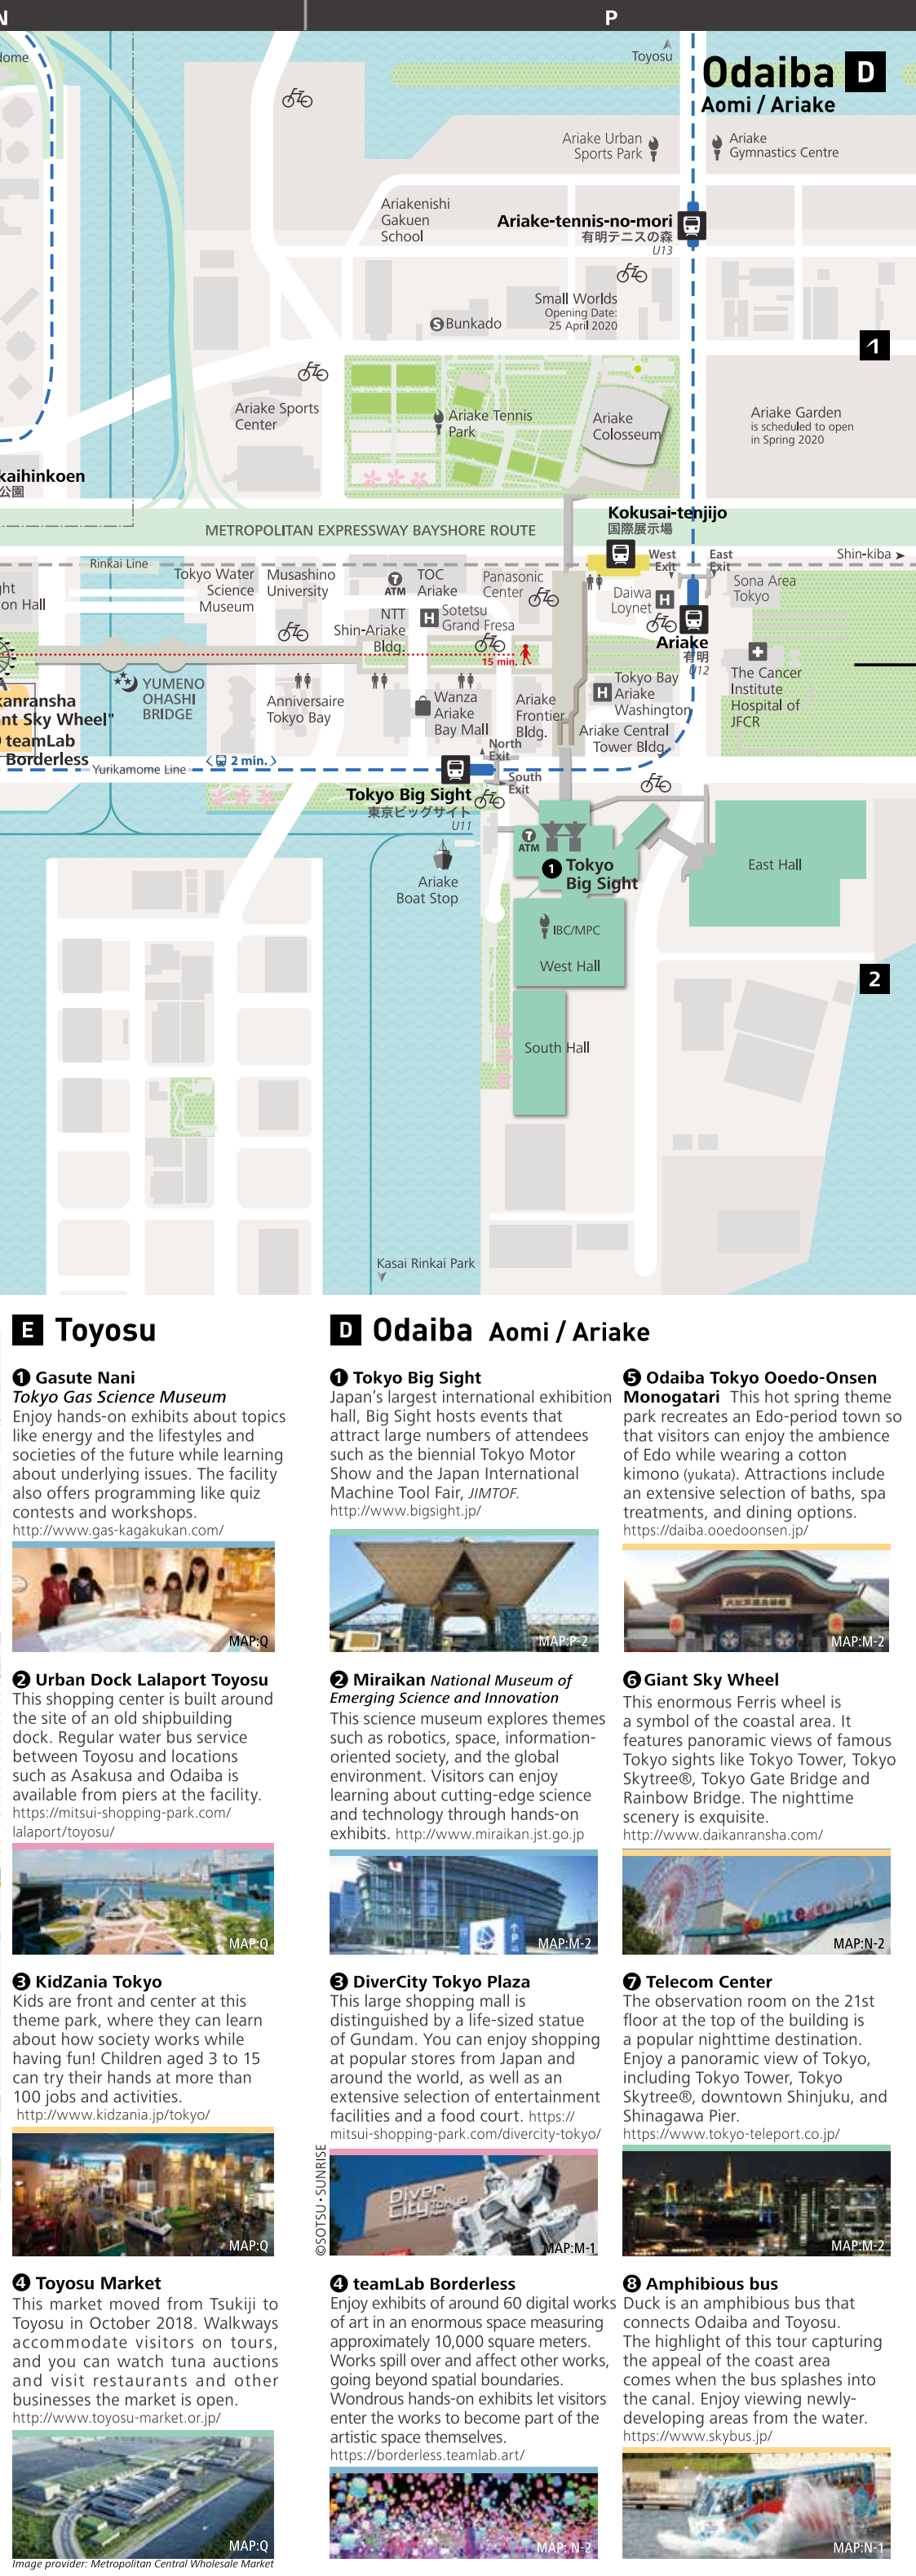 N
P
dome
Toyosu
Odaiba D
Aomi / Ariake
Ariake Urban
Sports Park
Ariake
Gymnastics Centre
Ariakenishi
Gakuen
School
Ariake-tennis-no-mori
有明テニスの森
U13
Small Worlds
Opening Date:
25 April 2020
S Bunkado
1
Ariake Sports
Center
Ariake Tennis
Park
Ariake
Colosseum
Ariake Garden
is scheduled to open
in Spring 2020
kaihinkoen
公園
METROPOLITAN EXPRESSWAY BAYSHORE ROUTE
Kokusai-tenjijo
国際展示場
West
Exit
East
Exit
Shin-kiba
Rinkai Line
ght
on Hall
Tokyo Water
Science
Museum
Musashino
University
ATM
TOC
Ariake
Panasonic
Center
Daiwa
Loynet
H
Sona Area
Tokyo
NTT
Shin-Ariake
Bldg.
H
Sotetsu
Grand Fresa
15 min.
Ariake
有明
U12
YUMENO
OHASHI
BRIDGE
anransha
nt Sky Wheel"
teamLab
Borderless
Anniversaire
Tokyo Bay
Wanza
Ariake
Bay Mall
Ariake
Frontier
Bldg.
H
Tokyo Bay
Ariake
Washington
Ariake Central
Tower Bldg.
The Cancer
Institute
Hospital of
JFCR
Yurikamome Line
2 min.
North
Exit
South
Exit
Tokyo Big Sight
東京ビッグサイト
U11
ATM
1 Tokyo
Big Sight
East Hall
Ariake
Boat Stop
IBC/MPC
West Hall
2
South Hall
Kasai Rinkai Park
E Toyosu
1 Gasute Nani
Tokyo Gas Science Museum
Enjoy hands-on exhibits about topics
like energy and the lifestyles and
societies of the future while learning
about underlying issues. The facility
also offers programming like quiz
contests and workshops.
http://www.gas-kagakukan.com/
MAP:Q
2 Urban Dock Lalaport Toyosu
This shopping center is built around
the site of an old shipbuilding
dock. Regular water bus service
between Toyosu and locations
such as Asakusa and Odaiba is
available from piers at the facility.
https://mitsui-shopping-park.com/
lalaport/toyosu/
MAP:Q
3 KidZania Tokyo
Kids are front and center at this
theme park, where they can learn
about how society works while
having fun! Children aged 3 to 15
can try their hands at more than
100 jobs and activities.
http://www.kidzania.jp/tokyo/
MAP:Q
4 Toyosu Market
This market moved from Tsukiji to
Toyosu in October 2018. Walkways
accommodate visitors on tours,
and you can watch tuna auctions
and visit restaurants and other
businesses the market is open.
http://www.toyosu-market.or.jp/
MAP:Q
Image provider: Metropolitan Central Wholesale Market
D Odaiba Aomi / Ariake
1 Tokyo Big Sight
Japan's largest international exhibition
hall, Big Sight hosts events that
attract large numbers of attendees
such as the biennial Tokyo Motor
Show and the Japan International
Machine Tool Fair, JIMTOF.
http://www.bigsight.jp/
MAP:P-2
2 Miraikan National Museum of
Emerging Science and Innovation
This science museum explores themes
such as robotics, space, information-
oriented society, and the global
environment. Visitors can enjoy
learning about cutting-edge science
and technology through hands-on
exhibits. http://www.miraikan.jst.go.jp
MAP:M-2
3 DiverCity Tokyo Plaza
This large shopping mall is
distinguished by a life-sized statue
of Gundam. You can enjoy shopping
at popular stores from Japan and
around the world, as well as an
extensive selection of entertainment
facilities and a food court. https://
mitsui-shopping-park.com/divercity-tokyo/
©SOTSU・SUNRISE
Diver
City
MAP:M-1
4 teamLab Borderless
Enjoy exhibits of around 60 digital works
of art in an enormous space measuring
approximately 10,000 square meters.
Works spill over and affect other works,
going beyond spatial boundaries.
Wondrous hands-on exhibits let visitors
enter the works to become part of the
artistic space themselves.
https://borderless.teamlab.art/
MAP: N-2
5 Odaiba Tokyo Ooedo-Onsen
Monogatari This hot spring theme
park recreates an Edo-period town so
that visitors can enjoy the ambience
of Edo while wearing a cotton
kimono (yukata). Attractions include
an extensive selection of baths, spa
treatments, and dining options.
https://daiba.ooedoonsen.jp/
MAP:M-2
6 Giant Sky Wheel
This enormous Ferris wheel is
a symbol of the coastal area. It
features panoramic views of famous
Tokyo sights like Tokyo Tower, Tokyo
Skytree®, Tokyo Gate Bridge and
Rainbow Bridge. The nighttime
scenery is exquisite.
http://www.daikanransha.com/
MAP:N-2
7 Telecom Center
The observation room on the 21st
floor at the top of the building is
a popular nighttime destination.
Enjoy a panoramic view of Tokyo,
including Tokyo Tower, Tokyo
Skytree®, downtown Shinjuku, and
Shinagawa Pier.
https://www.tokyo-teleport.co.jp/
MAP:M-2
8 Amphibious bus
Duck is an amphibious bus that
connects Odaiba and Toyosu.
The highlight of this tour capturing
the appeal of the coast area
comes when the bus splashes into
the canal. Enjoy viewing newly-
developing areas from the water.
https://www.skybus.jp/
MAP:N-1